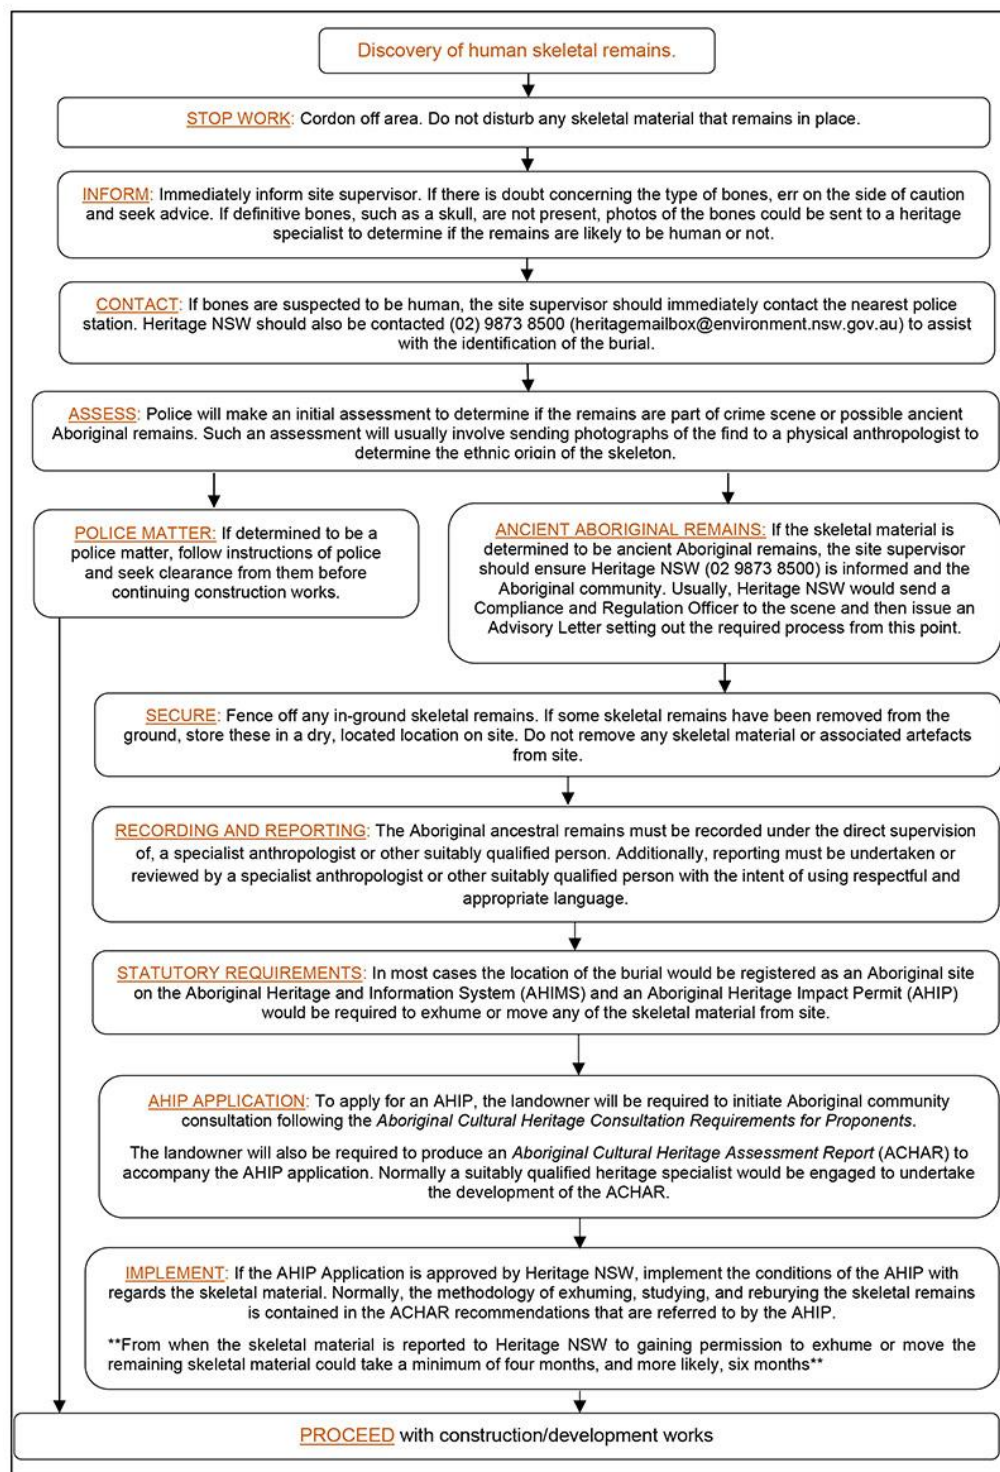 Discovery of human skeletal remains.
STOP WORK: Cordon off area. Do not disturb any skeletal material that remains in place.
INFORM: Immediately inform site supervisor. If there is doubt concerning the type of bones, err on the side of caution
and seek advice. If definitive bones, such as a skull, are not present, photos of the bones could be sent to a heritage
specialist to determine if the remains are likely to be human or not.
CONTACT: If bones are suspected to be human, the site supervisor should immediately contact the nearest police
station. Heritage NSW should also be contacted (02) 9873 8500 (heritagemailbox@environment.nsw.gov.au) to assist
with the identification of the burial.
ASSESS: Police will make an initial assessment to determine if the remains are part of crime scene or possible ancient
Aboriginal remains. Such an assessment will usually involve sending photographs of the find to a physical anthropologist to
determine the ethnic origin of the skeleton.
POLICE MATTER: If determined to be a
police matter, follow instructions of police
and seek clearance from them before
continuing construction works.
ANCIENT ABORIGINAL REMAINS: If the skeletal material is
determined to be ancient Aboriginal remains, the site supervisor
should ensure Heritage NSW (02 9873 8500) is informed and the
Aboriginal community. Usually, Heritage NSW would send a
Compliance and Regulation Officer to the scene and then issue an
Advisory Letter setting out the required process from this point.
SECURE: Fence off any in-ground skeletal remains. If some skeletal remains have been removed from the
ground, store these in a dry, located location on site. Do not remove any skeletal material or associated artefacts
from site.
RECORDING AND REPORTING: The Aboriginal ancestral remains must be recorded under the direct supervision
of, a specialist anthropologist or other suitably qualified person. Additionally, reporting must be undertaken or
reviewed by a specialist anthropologist or other suitably qualified person with the intent of using respectful and
appropriate language.
STATUTORY REQUIREMENTS: In most cases the location of the burial would be registered as an Aboriginal site
on the Aboriginal Heritage and Information System (AHIMS) and an Aboriginal Heritage Impact Permit (AHIP)
would be required to exhume or move any of the skeletal material from site.
AHIP APPLICATION: To apply for an AHIP, the landowner will be required to initiate Aboriginal community
consultation following the Aboriginal Cultural Heritage Consultation Requirements for Proponents.
The landowner will also be required to produce an Aboriginal Cultural Heritage Assessment Report (ACHAR) to
accompany the AHIP application. Normally a suitably qualified heritage specialist would be engaged to undertake
the development of the ACHAR.
IMPLEMENT: If the AHIP Application is approved by Heritage NSW, implement the conditions of the AHIP with
regards the skeletal material. Normally, the methodology of exhuming, studying, and reburying the skeletal remains
is contained in the ACHAR recommendations that are referred to by the AHIP.
**From when the skeletal material is reported to Heritage NSW to gaining permission to exhume or move the
remaining skeletal material could take a minimum of four months, and more likely, six months**
PROCEED with construction/development works